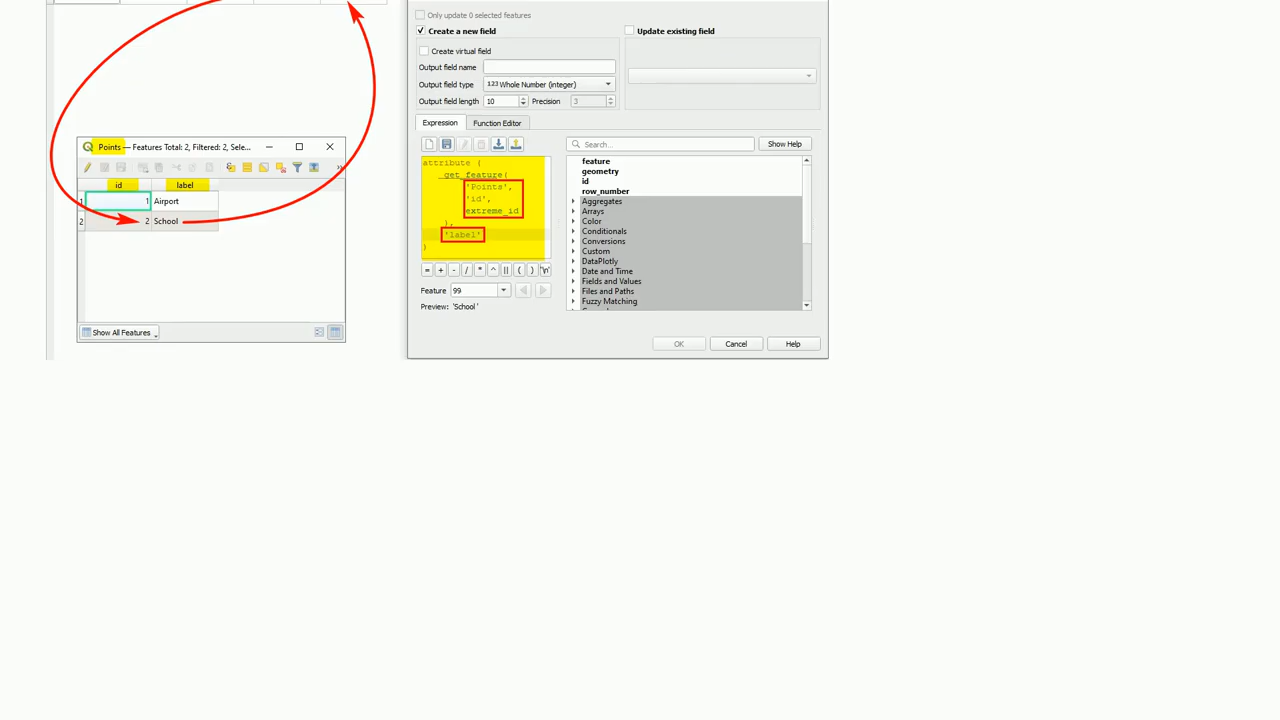 Points — Features Total: 2, Filtered: 2, Sele...
id label
1 1 Airport
2 2 School
Show All Features
Only update 0 selected features
Create a new field
Update existing field
Create virtual field
Output field name
Output field type 123 Whole Number (integer)
Output field length 10 Precision 3
Expression Function Editor
Search... Show Help
attribute (
get_feature(
'Points',
'id',
extreme_id
),
'label'
)
= + - / * ^ || ( ) '\n'
Feature 99
Preview: 'School '
feature
geometry
id
row_number
Aggregates
Arrays
Color
Conditionals
Conversions
Custom
DataPlotly
Date and Time
Fields and Values
Files and Paths
Fuzzy Matching
OK Cancel Help